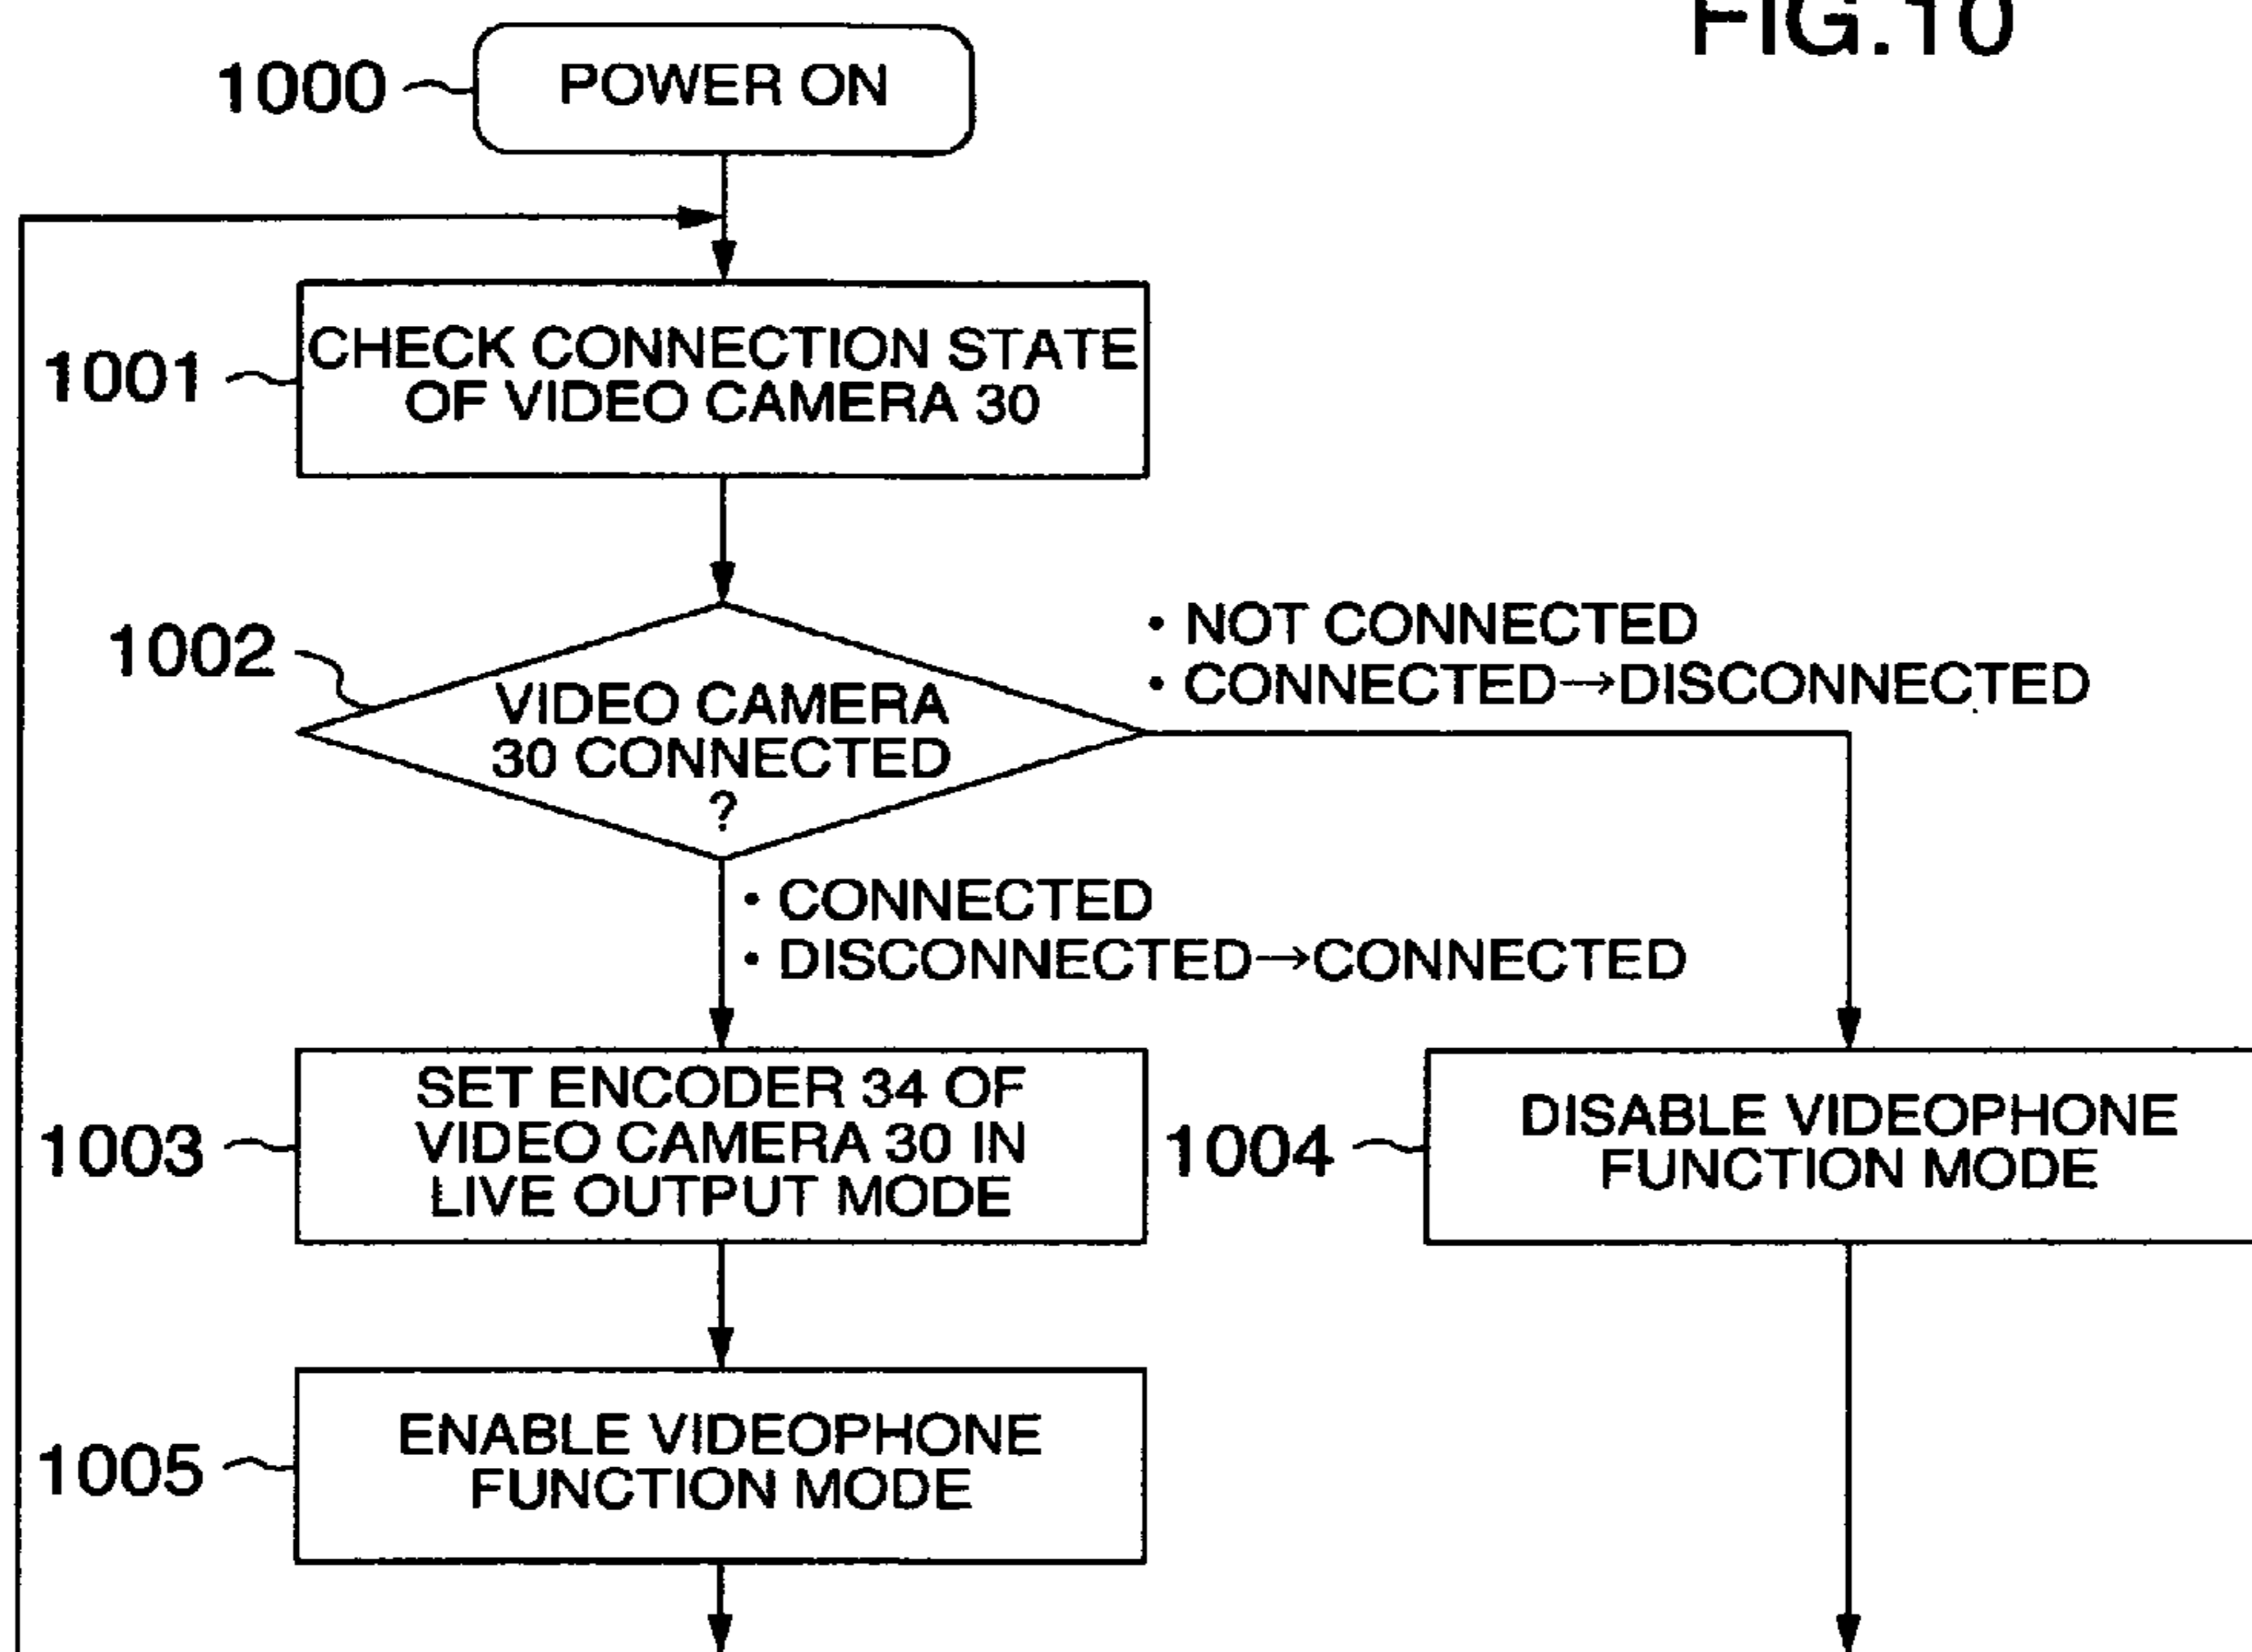 FIG.10
1000
POWER ON
1001
CHECK CONNECTION STATE
OF VIDEO CAMERA 30
1002
VIDEO CAMERA
30 CONNECTED
?
• NOT CONNECTED
• CONNECTED→DISCONNECTED
• CONNECTED
• DISCONNECTED→CONNECTED
1003
SET ENCODER 34 OF
VIDEO CAMERA 30 IN
LIVE OUTPUT MODE
1004
DISABLE VIDEOPHONE
FUNCTION MODE
1005
ENABLE VIDEOPHONE
FUNCTION MODE